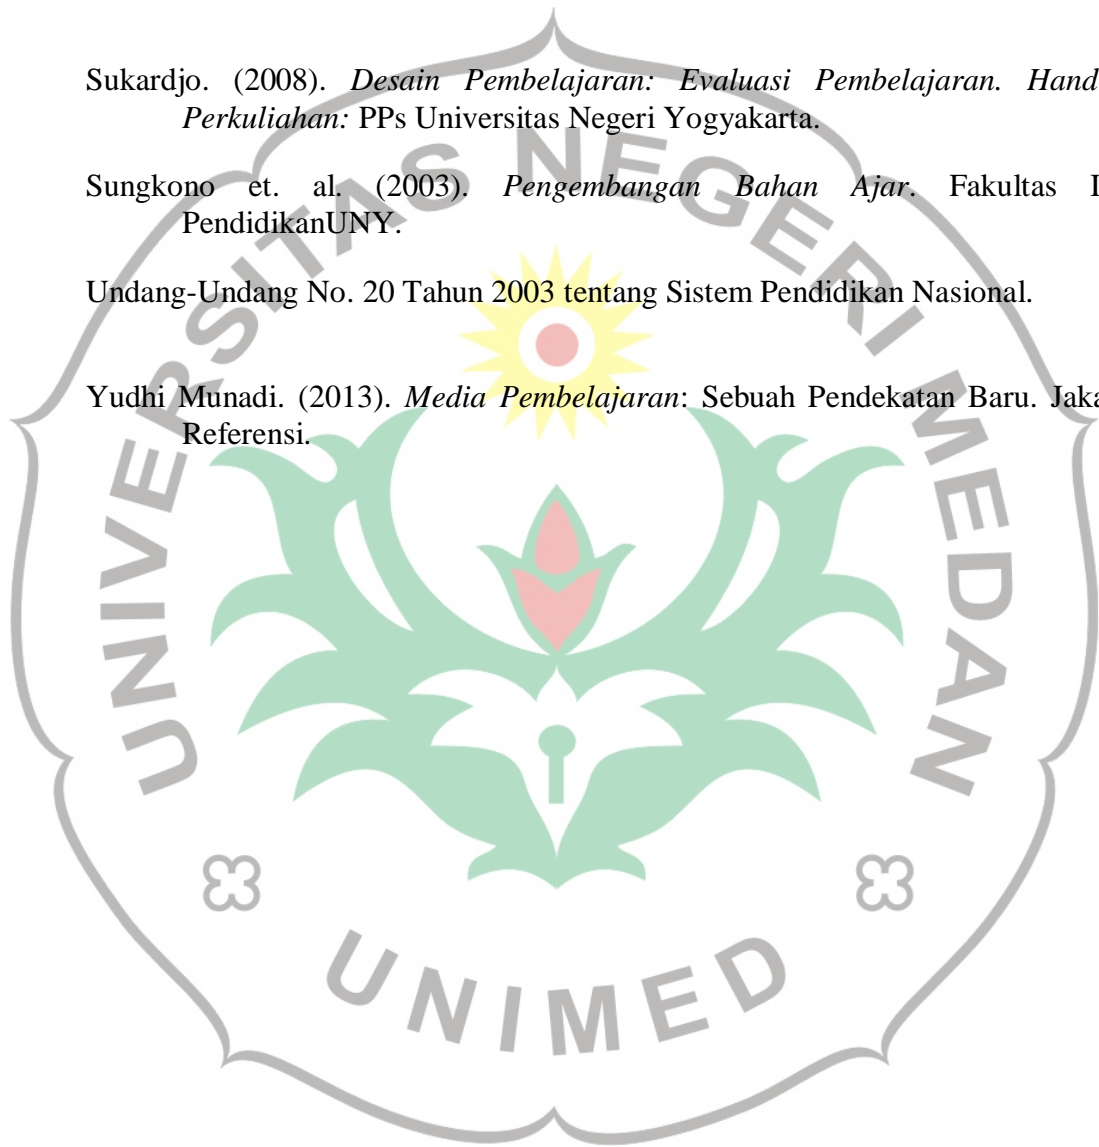 Sukardjo. (2008). Desain Pembelajaran: Evaluasi Pembelajaran. Hand
Perkuliahan: PPs Universitas Negeri Yogyakarta.
Sungkono et. al. (2003). Pengembangan Bahan Ajar. Fakultas
PendidikanUNY.
Undang-Undang No. 20 Tahun 2003 tentang Sistem Pendidikan Nasional.
Yudhi Munadi. (2013). Media Pembelajaran: Sebuah Pendekatan Baru. Jaka
Referensi.
UNIVERSITAS NEGERI MEDAN
UNIMED